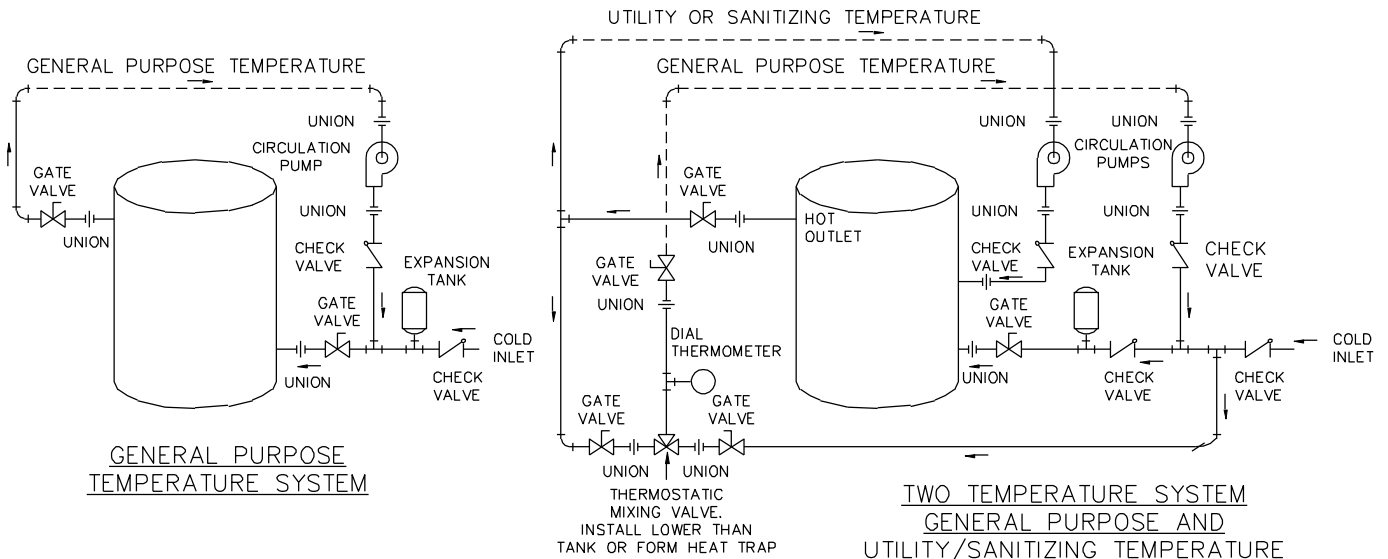 GENERAL PURPOSE TEMPERATURE
UNION
CIRCULATION
PUMP
GATE
VALVE
UNION
UNION
CHECK
VALVE
EXPANSION
TANK
GATE
VALVE
COLD
INLET
UNION
CHECK
VALVE
GENERAL PURPOSE
TEMPERATURE SYSTEM
UTILITY OR SANITIZING TEMPERATURE
GENERAL PURPOSE TEMPERATURE
UNION
UNION
CIRCULATION
PUMPS
GATE
VALVE
UNION
HOT
OUTLET
UNION
UNION
CHECK
VALVE
EXPANSION
TANK
CHECK
VALVE
GATE
VALVE
UNION
GATE
VALVE
DIAL
THERMOMETER
UNION
CHECK
VALVE
CHECK
VALVE
COLD
INLET
GATE
VALVE
GATE
VALVE
UNION
UNION
THERMOSTATIC
MIXING VALVE.
INSTALL LOWER THAN
TANK OR FORM HEAT TRAP
TWO TEMPERATURE SYSTEM
GENERAL PURPOSE AND
UTILITY/SANITIZING TEMPERATURE